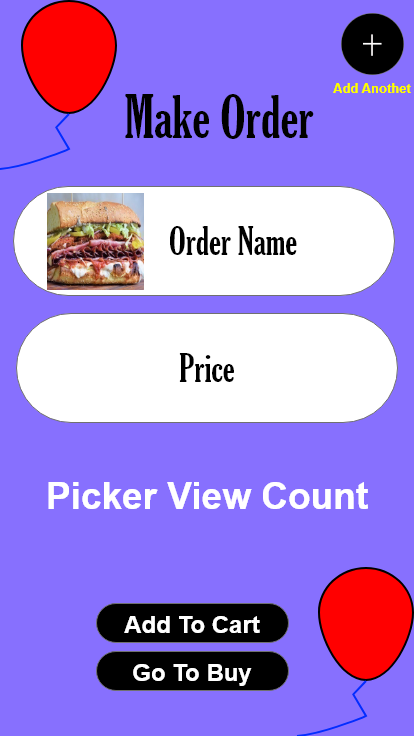 Add Anothet
Make Order
Order Name
Price
Picker View Count
Add To Cart
Go To Buy